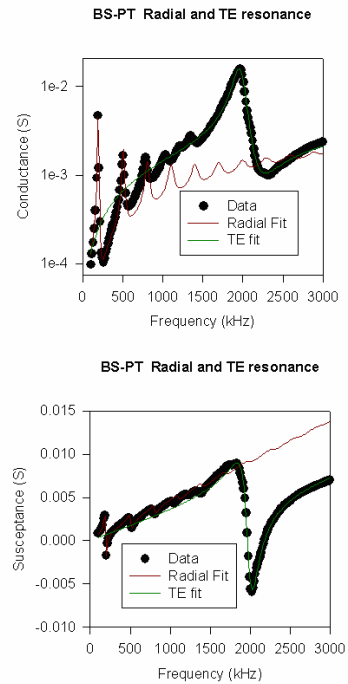 BS-PT Radial and TE resonance
1e-2
1e-3
1e-4
Conductance (S)
Data
Radial Fit
TE fit
0 500 1000 1500 2000 2500 3000
Frequency (kHz)
BS-PT Radial and TE resonance
0.015
0.010
0.005
0.000
-0.005
-0.010
Susceptance (S)
Data
Radial Fit
TE fit
0 500 1000 1500 2000 2500 3000
Frequency (kHz)